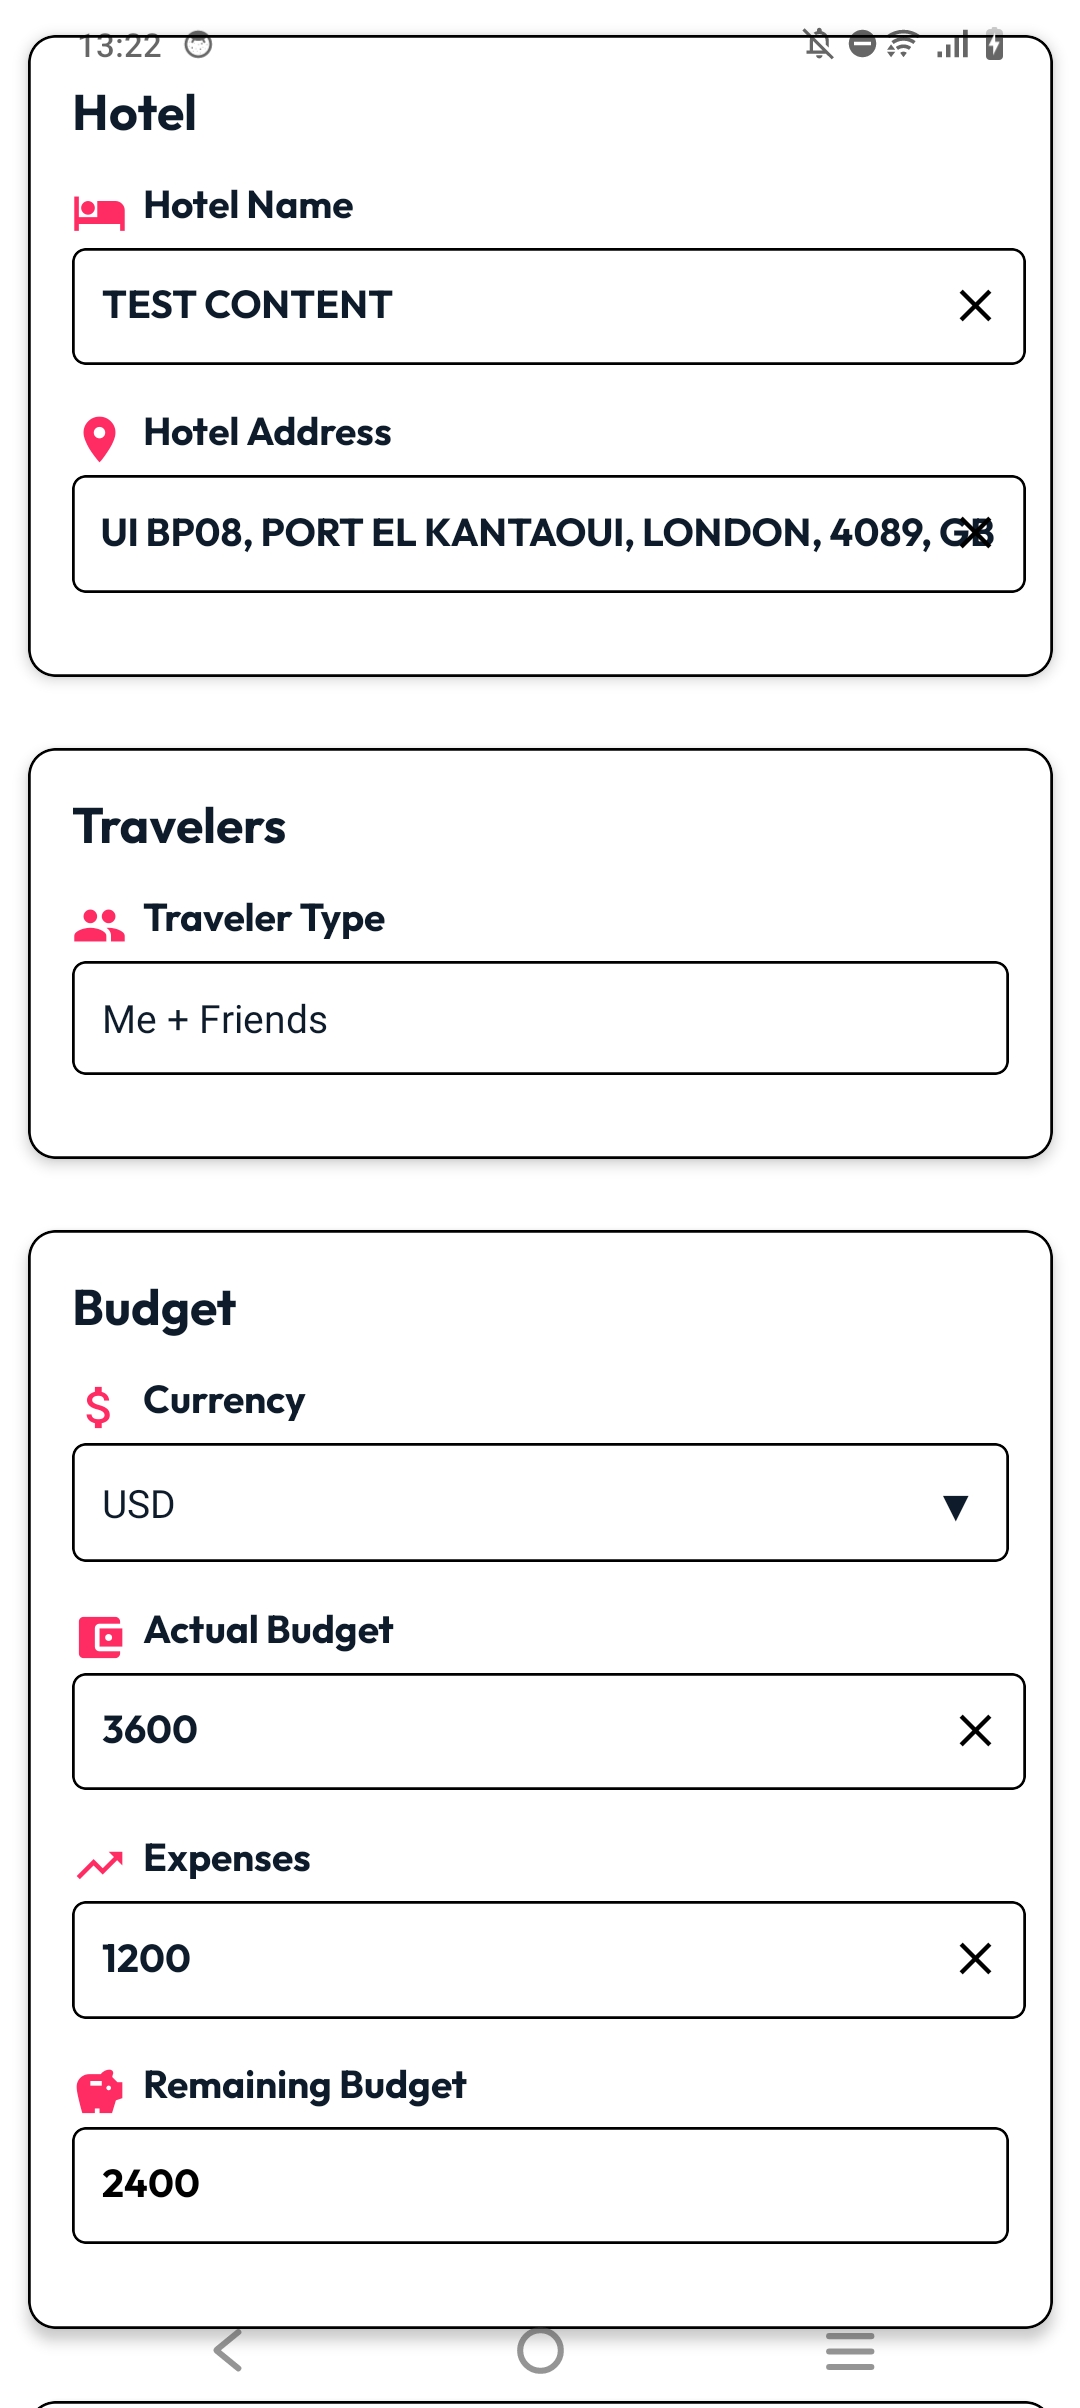 13:22
Hotel
Hotel Name
TEST CONTENT
Hotel Address
UI BP08, PORT EL KANTAOUI, LONDON, 4089, GB
Travelers
Traveler Type
Me + Friends
Budget
$ Currency
USD
Actual Budget
3600
Expenses
1200
Remaining Budget
2400